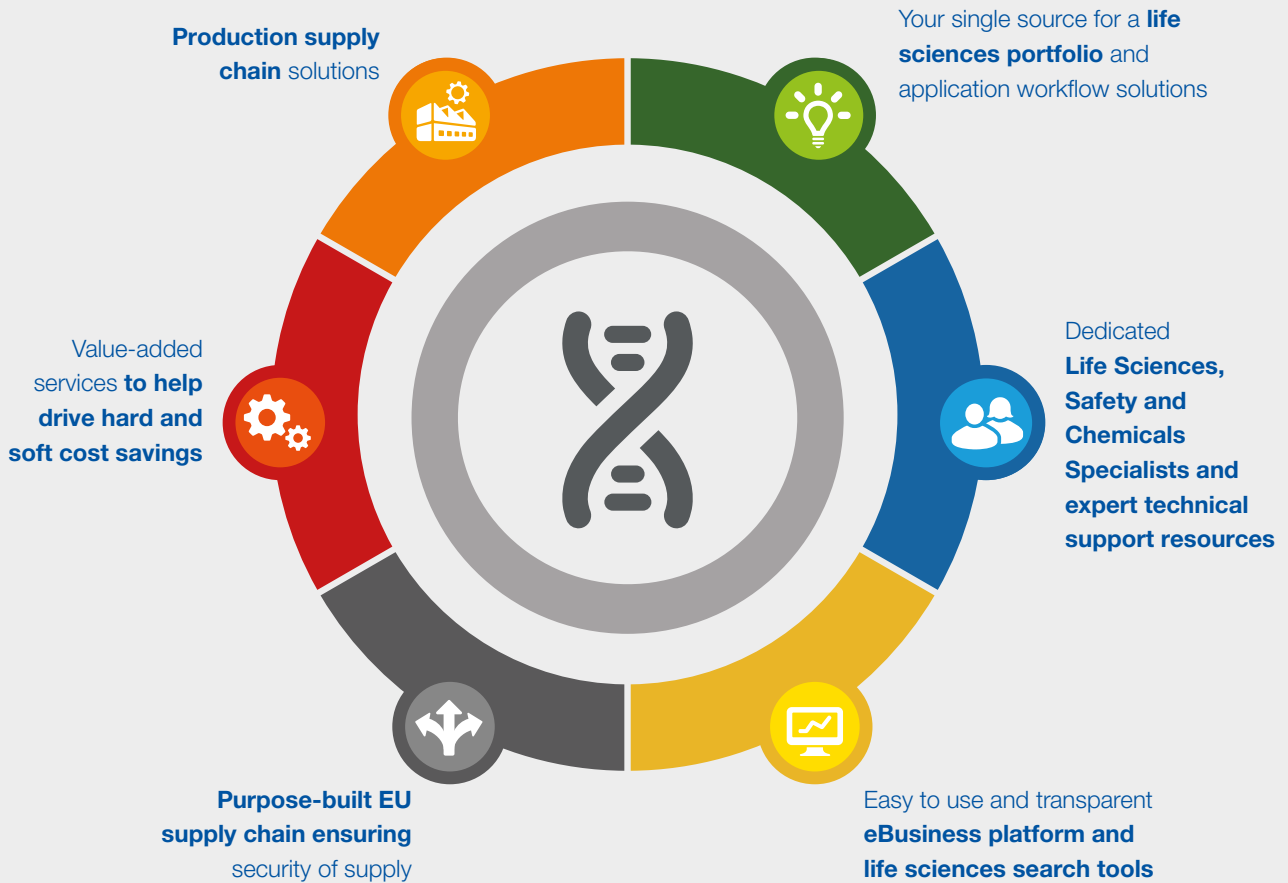 Production supply
chain solutions
Your single source for a life
sciences portfolio and
application workflow solutions
Value-added
services to help
drive hard and
soft cost savings
Dedicated
Life Sciences,
Safety and
Chemicals
Specialists and
expert technical
support resources
Purpose-built EU
supply chain ensuring
security of supply
Easy to use and transparent
eBusiness platform and
life sciences search tools